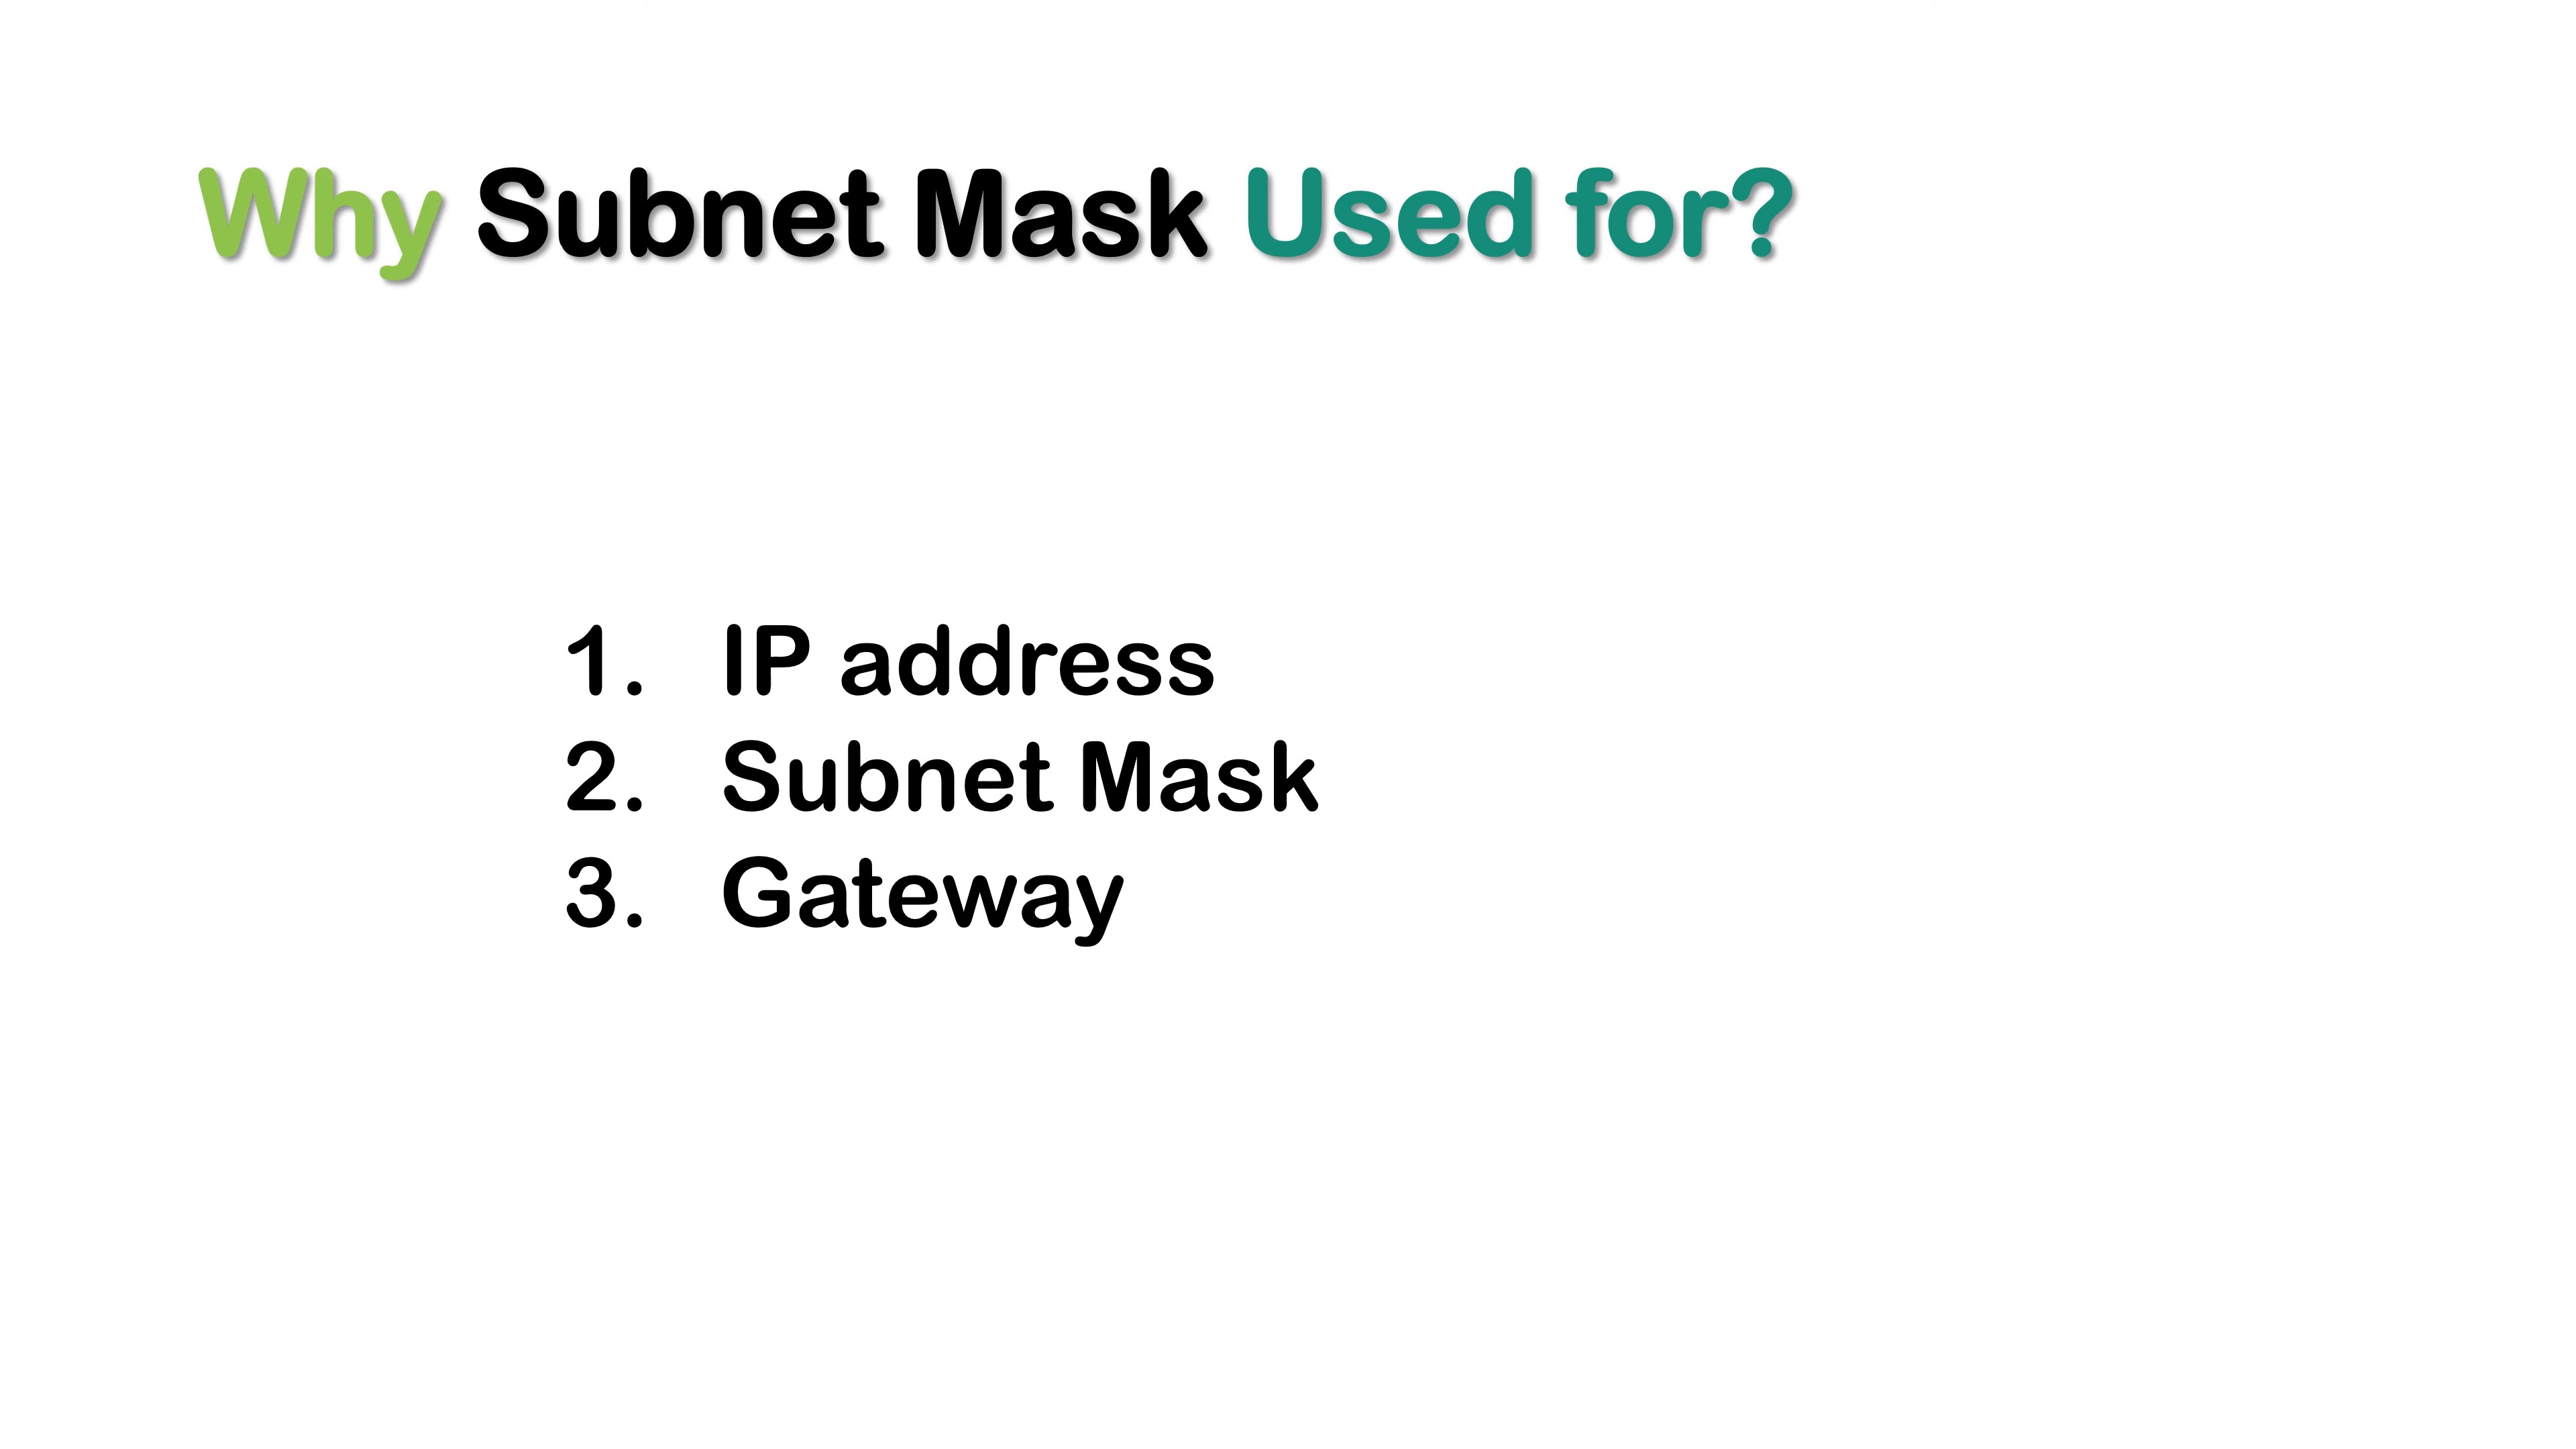 Why Subnet Mask Used for?
1. IP address
2. Subnet Mask
3. Gateway